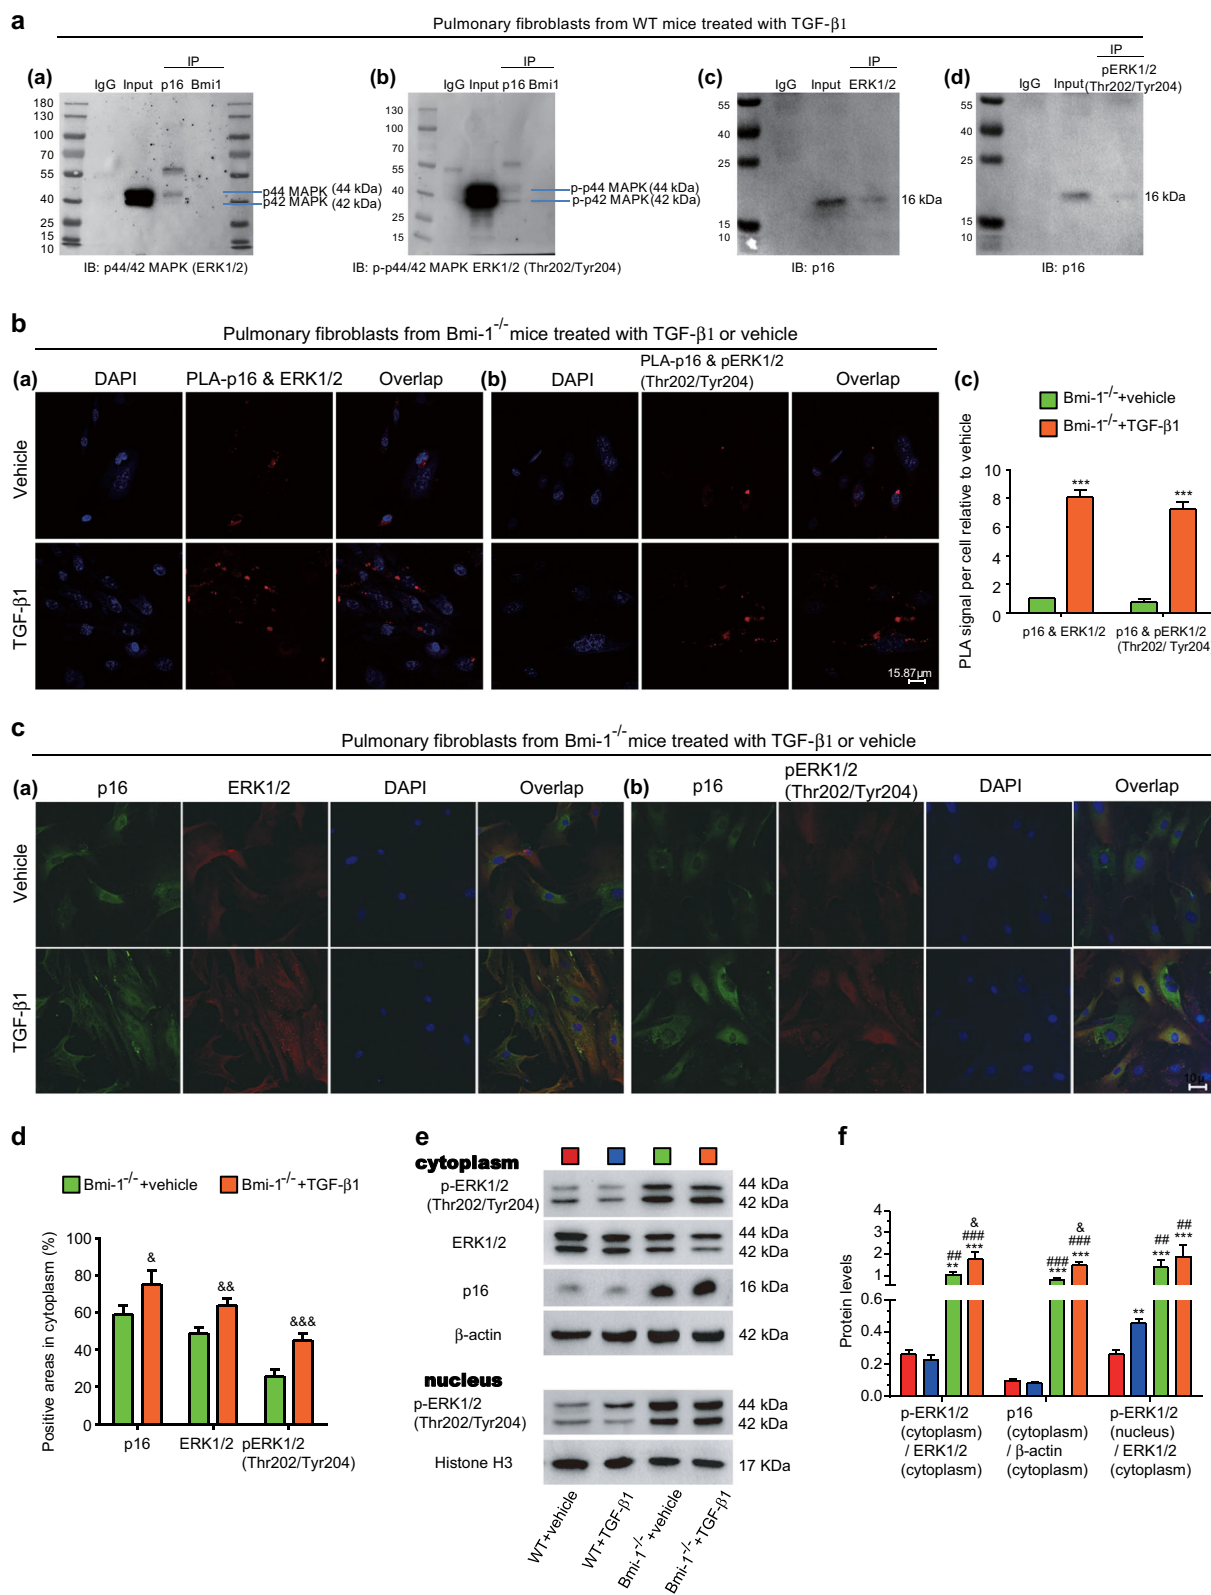 a
Pulmonary fibroblasts from WT mice treated with TGF-β1
(a)
IP
IgG Input p16 Bmi1
180
130
100
70
55
40
35
25
15
10
p44 MAPK (44 kDa)
p42 MAPK (42 kDa)
IB: p44/42 MAPK (ERK1/2)
(b)
IP
IgG Input p16 Bmi1
130
100
70
55
40
35
25
15
p-p44 MAPK (44 kDa)
p-p42 MAPK (42 kDa)
IB: p-p44/42 MAPK ERK1/2 (Thr202/Tyr204)
(c)
IP
IgG Input ERK1/2
55
40
25
15
10
16 kDa
IB: p16
(d)
IP
pERK1/2
IgG Input (Thr202/Tyr204)
55
40
25
15
10
16 kDa
IB: p16
b
Pulmonary fibroblasts from Bmi-1-/- mice treated with TGF-β1 or vehicle
(a)
DAPI PLA-p16 & ERK1/2 Overlap
(b)
DAPI PLA-p16 & pERK1/2 (Thr202/Tyr204) Overlap
Vehicle
TGF-β1
15.87μm
(c)
Bmi-1-/-+vehicle
Bmi-1-/-+TGF-β1
PLA signal per cell relative to vehicle
10
8
6
4
2
0
***
***
p16 & ERK1/2
p16 & pERK1/2
(Thr202/ Tyr204
c
Pulmonary fibroblasts from Bmi-1-/- mice treated with TGF-β1 or vehicle
(a)
p16 ERK1/2 DAPI Overlap
(b)
p16 pERK1/2 (Thr202/Tyr204) DAPI Overlap
Vehicle
TGF-β1
10μ
d
Bmi-1-/-+vehicle Bmi-1-/-+TGF-β1
Positive areas in cytoplasm (%)
100
80
60
40
20
0
&
&&
&&&
p16 ERK1/2 pERK1/2
(Thr202/Tyr204)
e
cytoplasm
p-ERK1/2
(Thr202/Tyr204)
44 kDa
42 kDa
ERK1/2
44 kDa
42 kDa
p16
16 kDa
β-actin
42 kDa
nucleus
p-ERK1/2
(Thr202/Tyr204)
44 kDa
42 kDa
Histone H3
17 KDa
WT+vehicle
WT+TGF-β1
Bmi-1-/-+vehicle
Bmi-1-/-+TGF-β1
f
Protein levels
4
3
2
1
0.6
0.4
0.2
0.0
##
**
&
###
***
###
***
&
###
***
**
##
***
##
***
p-ERK1/2
(cytoplasm)
/ ERK1/2
(cytoplasm)
p16
(cytoplasm)
/ β-actin
(cytoplasm)
p-ERK1/2
(nucleus)
/ ERK1/2
(cytoplasm)